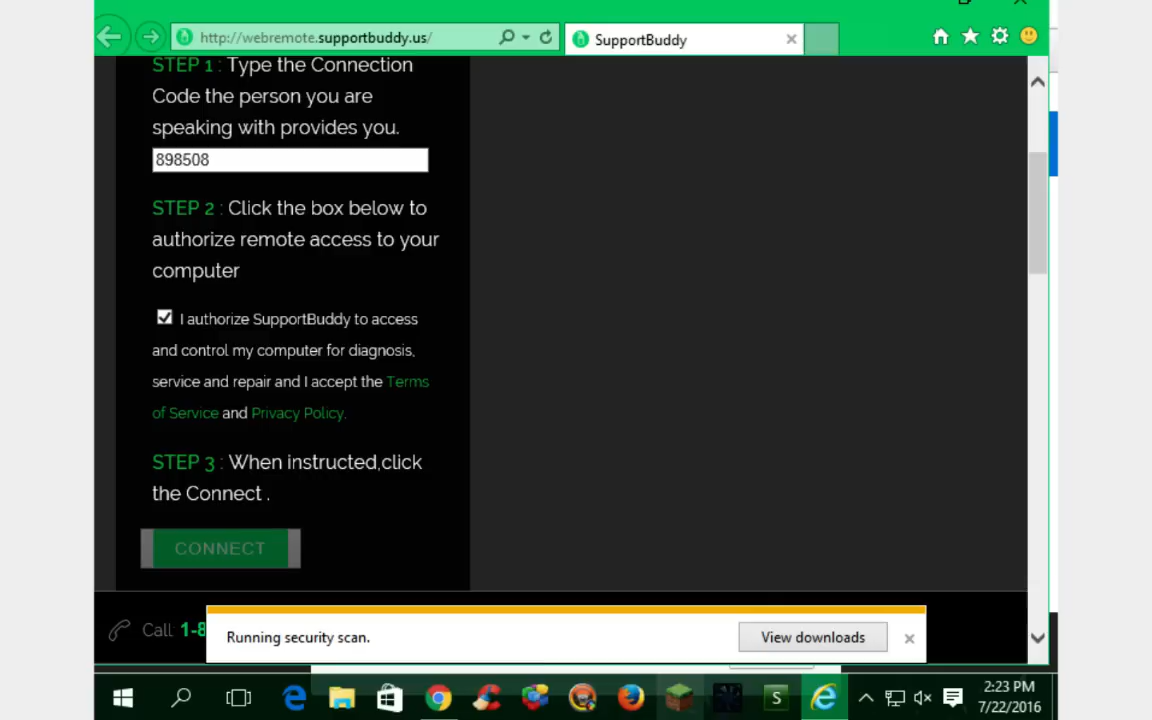 http://webremote.supportbuddy.us/
SupportBuddy
STEP 1 : Type the Connection
Code the person you are
speaking with provides you.
898508
STEP 2 : Click the box below to
authorize remote access to your
computer
I authorize SupportBuddy to access
and control my computer for diagnosis,
service and repair and I accept the Terms
of Service and Privacy Policy.
STEP 3 : When instructed,click
the Connect .
CONNECT
Call 1-8
Running security scan.
View downloads
S
2:23 PM
7/22/2016